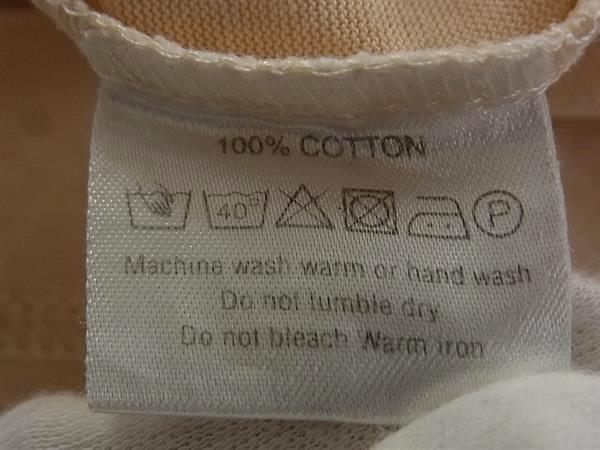 100% COTTON
40° P
Machine wash warm or hand wash
Do not tumble dry
Do not bleach Warm iron